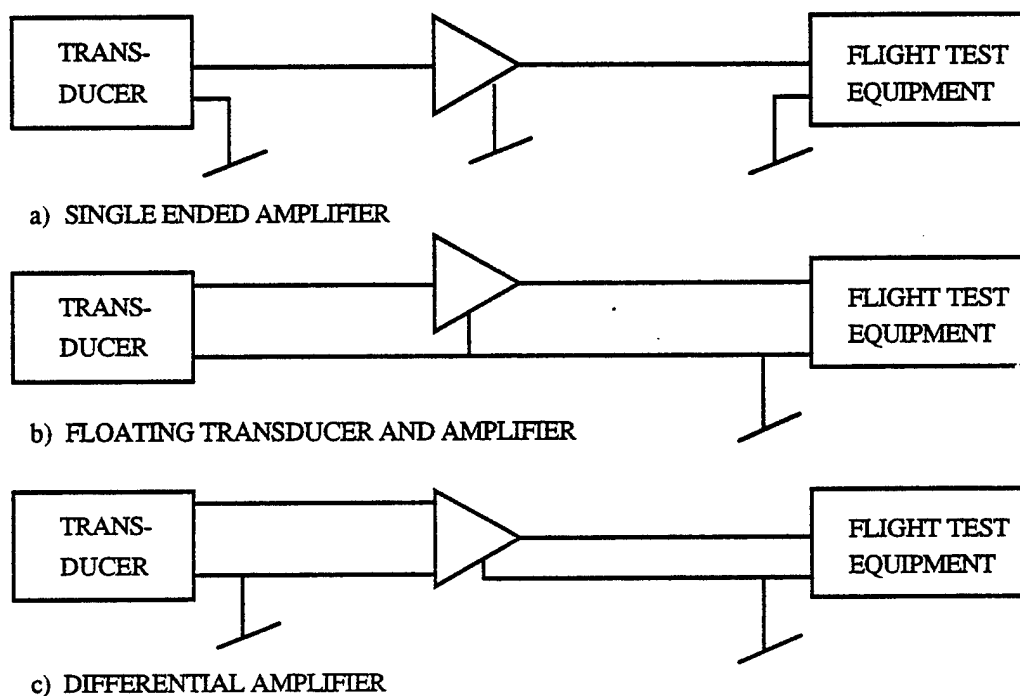 TRANS-
DUCER
FLIGHT TEST
EQUIPMENT
a) SINGLE ENDED AMPLIFIER
TRANS-
DUCER
FLIGHT TEST
EQUIPMENT
b) FLOATING TRANSDUCER AND AMPLIFIER
TRANS-
DUCER
FLIGHT TEST
EQUIPMENT
c) DIFFERENTIAL AMPLIFIER